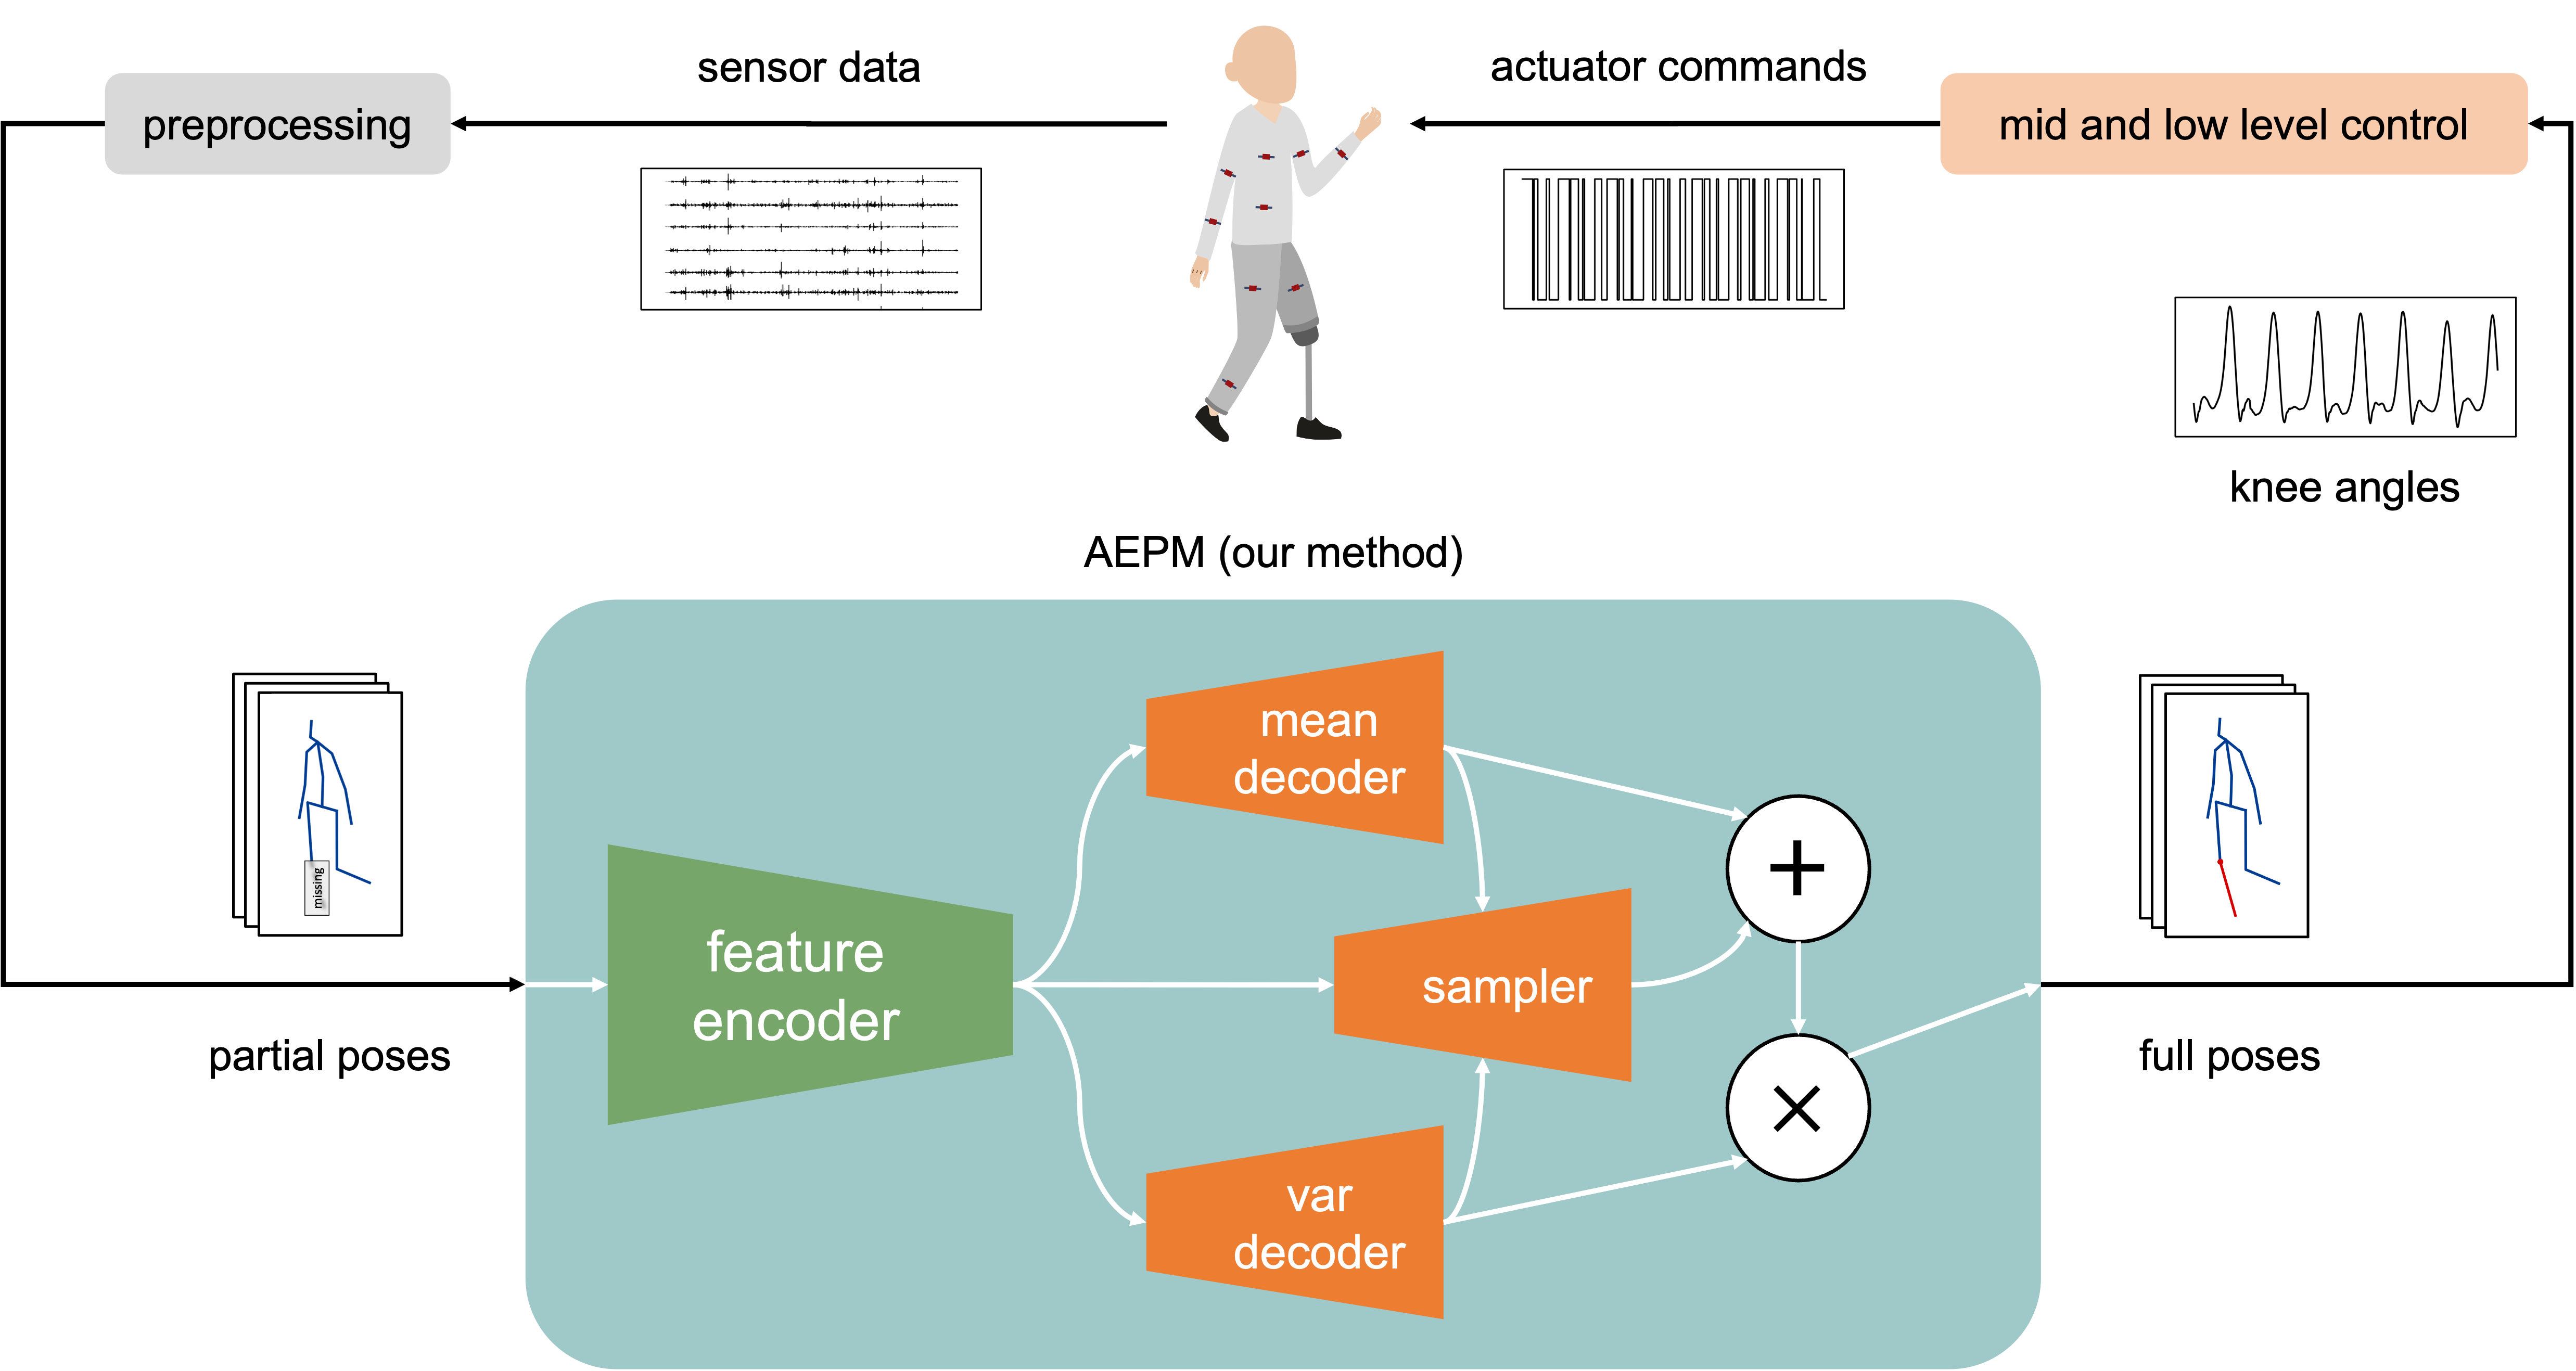 sensor data
actuator commands
preprocessing
mid and low level control
knee angles
AEPM (our method)
mean
decoder
missing
feature
encoder
sampler
+
×
partial poses
full poses
var
decoder